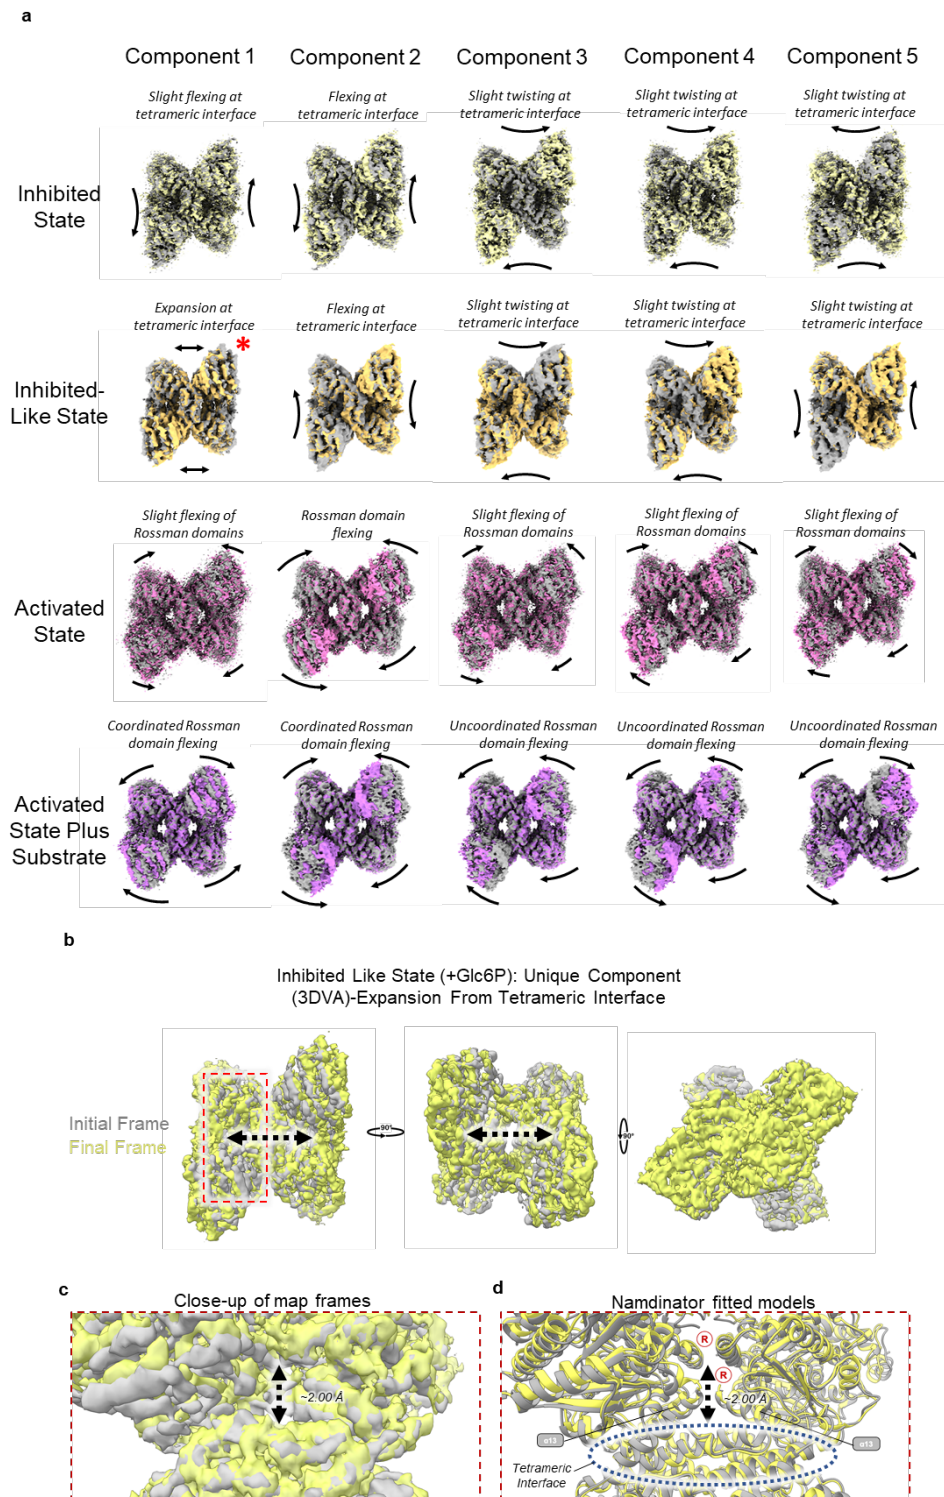 a
Component 1
Component 2
Component 3
Component 4
Component 5
Slight flexing at
tetrameric interface
Flexing at
tetrameric interface
Slight twisting at
tetrameric interface
Slight twisting at
tetrameric interface
Slight twisting at
tetrameric interface
Inhibited
State
Expansion at
tetrameric interface
Flexing at
tetrameric interface
Slight twisting at
tetrameric interface
Slight twisting at
tetrameric interface
Slight twisting at
tetrameric interface
*
Inhibited-
Like State
Slight flexing of
Rossman domains
Rossman domain
flexing
Slight flexing of
Rossman domains
Slight flexing of
Rossman domains
Slight flexing of
Rossman domains
Activated
State
Coordinated Rossman
domain flexing
Coordinated Rossman
domain flexing
Uncoordinated Rossman
domain flexing
Uncoordinated Rossman
domain flexing
Uncoordinated Rossman
domain flexing
Activated
State Plus
Substrate
b
Inhibited Like State (+Glc6P): Unique Component
(3DVA)-Expansion From Tetrameric Interface
Initial Frame
Final Frame
90°
90°
c
Close-up of map frames
~2.00 Å
d
Namdinator fitted models
R
R
~2.00 Å
α13
α13
Tetrameric
Interface